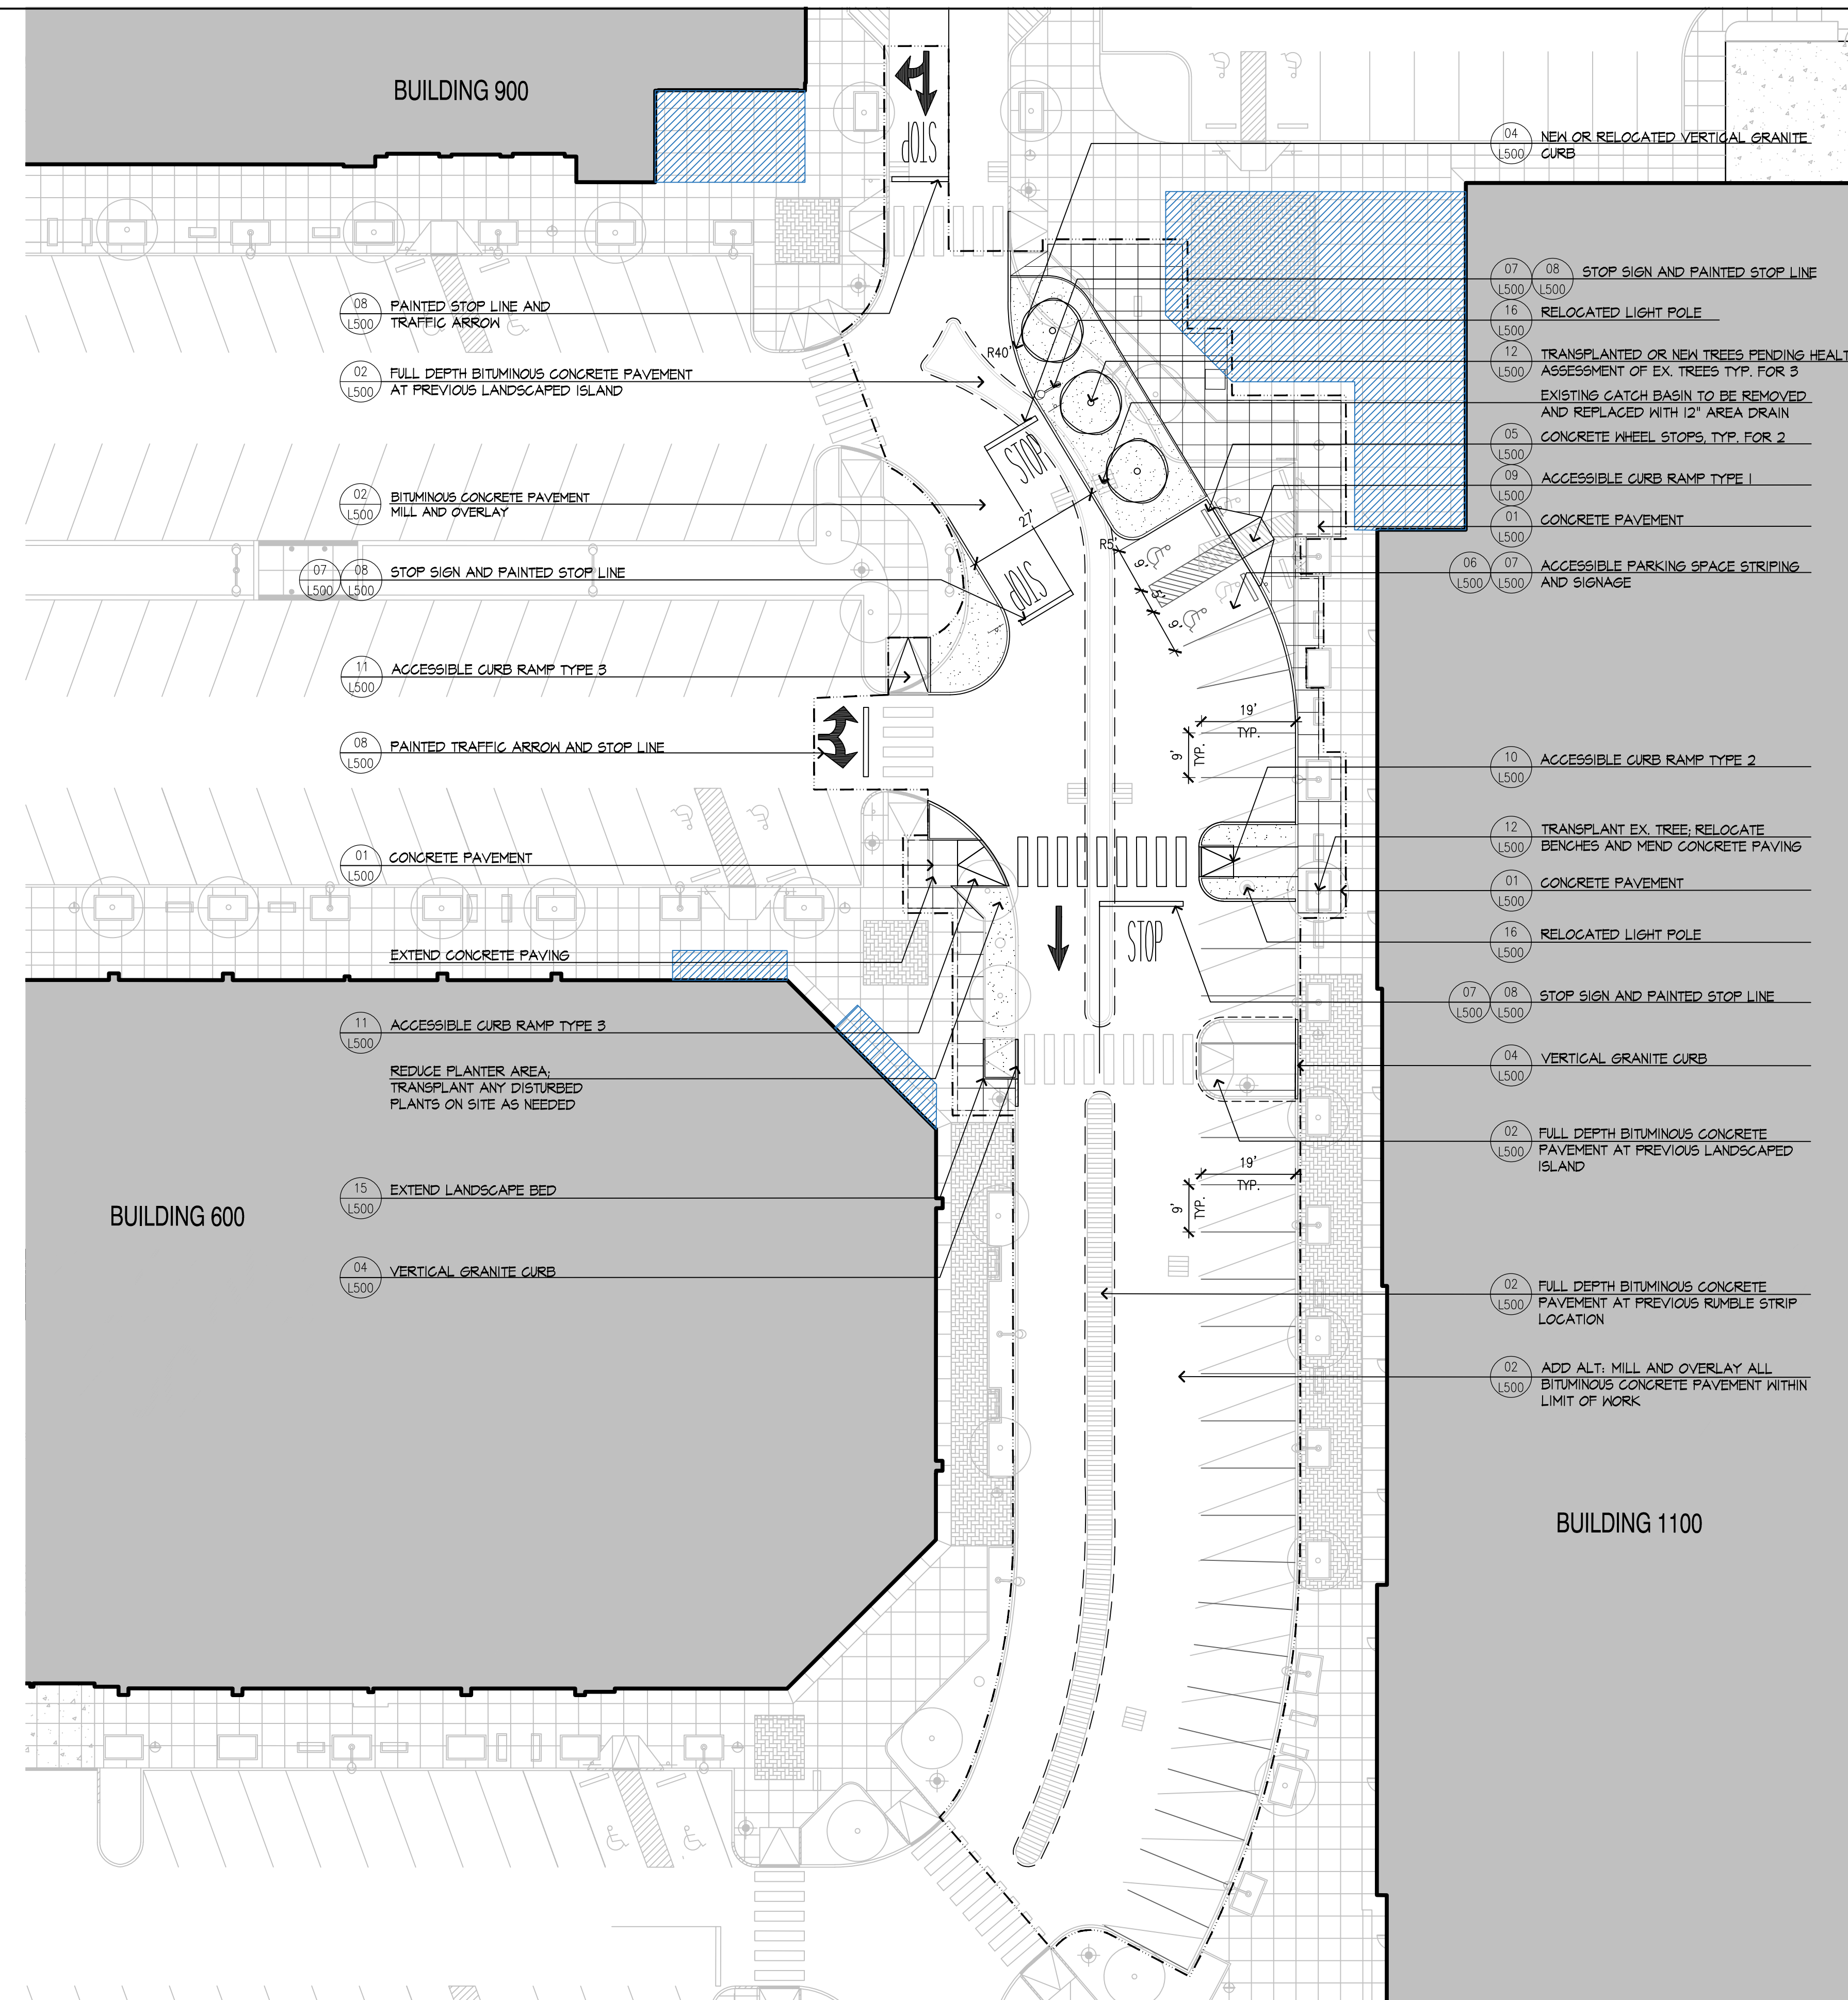 BUILDING 900
STOP
08
L500
PAINTED STOP LINE AND
TRAFFIC ARROW
02
L500
FULL DEPTH BITUMINOUS CONCRETE PAVEMENT
AT PREVIOUS LANDSCAPED ISLAND
02
L500
BITUMINOUS CONCRETE PAVEMENT
MILL AND OVERLAY
07
L500
08
L500
STOP SIGN AND PAINTED STOP LINE
11
L500
ACCESSIBLE CURB RAMP TYPE 3
08
L500
PAINTED TRAFFIC ARROW AND STOP LINE
01
L500
CONCRETE PAVEMENT
EXTEND CONCRETE PAVING
11
L500
ACCESSIBLE CURB RAMP TYPE 3
REDUCE PLANTER AREA;
TRANSPLANT ANY DISTURBED
PLANTS ON SITE AS NEEDED
15
L500
EXTEND LANDSCAPE BED
04
L500
VERTICAL GRANITE CURB
BUILDING 600
R40'
STOP
27'
STOP
R5'
9'
5'
9'
19'
TYP.
9'
TYP.
STOP
19'
TYP.
9'
TYP.
04
L500
NEW OR RELOCATED VERTICAL GRANITE
CURB
07
L500
08
L500
STOP SIGN AND PAINTED STOP LINE
16
L500
RELOCATED LIGHT POLE
12
L500
TRANSPLANTED OR NEW TREES PENDING HEALT
ASSESSMENT OF EX. TREES TYP. FOR 3
EXISTING CATCH BASIN TO BE REMOVED
AND REPLACED WITH 12" AREA DRAIN
05
L500
CONCRETE WHEEL STOPS, TYP. FOR 2
09
L500
ACCESSIBLE CURB RAMP TYPE 1
01
L500
CONCRETE PAVEMENT
06
L500
07
L500
ACCESSIBLE PARKING SPACE STRIPING
AND SIGNAGE
10
L500
ACCESSIBLE CURB RAMP TYPE 2
12
L500
TRANSPLANT EX. TREE; RELOCATE
BENCHES AND MEND CONCRETE PAVING
01
L500
CONCRETE PAVEMENT
16
L500
RELOCATED LIGHT POLE
07
L500
08
L500
STOP SIGN AND PAINTED STOP LINE
04
L500
VERTICAL GRANITE CURB
02
L500
FULL DEPTH BITUMINOUS CONCRETE
PAVEMENT AT PREVIOUS LANDSCAPED
ISLAND
02
L500
FULL DEPTH BITUMINOUS CONCRETE
PAVEMENT AT PREVIOUS RUMBLE STRIP
LOCATION
02
L500
ADD ALT: MILL AND OVERLAY ALL
BITUMINOUS CONCRETE PAVEMENT WITHIN
LIMIT OF WORK
BUILDING 1100